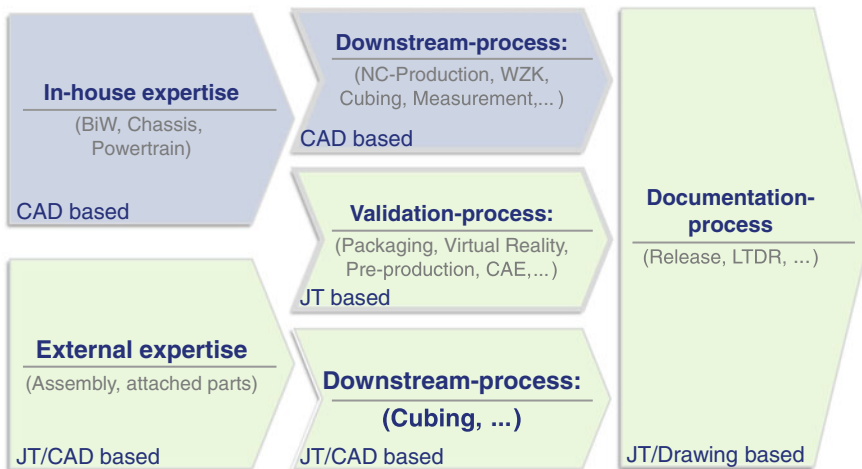 In-house expertise
(BiW, Chassis,
Powertrain)
CAD based
External expertise
(Assembly, attached parts)
JT/CAD based
Downstream-process:
(NC-Production, WZK,
Cubing, Measurement,... )
CAD based
Validation-process:
(Packaging, Virtual Reality,
Pre-production, CAE,...)
JT based
Downstream-process:
(Cubing, ...)
JT/CAD based
Documentation-
process
(Release, LTDR, ...)
JT/Drawing based